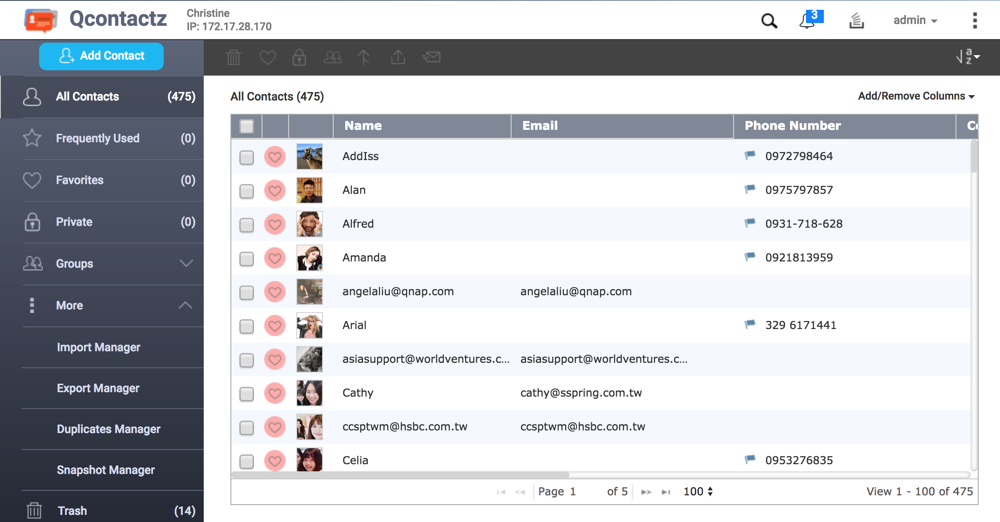 Qcontactz
Christine
IP: 172.17.28.170
3
admin
Add Contact
a
z
All Contacts (475)
Frequently Used (0)
Favorites (0)
Private (0)
Groups
More
Import Manager
Export Manager
Duplicates Manager
Snapshot Manager
Trash (14)
All Contacts (475)
Add/Remove Columns
Name Email Phone Number
AddIss 0972798464
Alan 0975797857
Alfred 0931-718-628
Amanda 0921813959
angelaliu@qnap.com angelaliu@qnap.com
Arial 329 6171441
asiasupport@worldventures.c... asiasupport@worldventures.c...
Cathy cathy@sspring.com.tw
ccsptwm@hsbc.com.tw ccsptwm@hsbc.com.tw
Celia 0953276835
Page 1 of 5 100 View 1 - 100 of 475